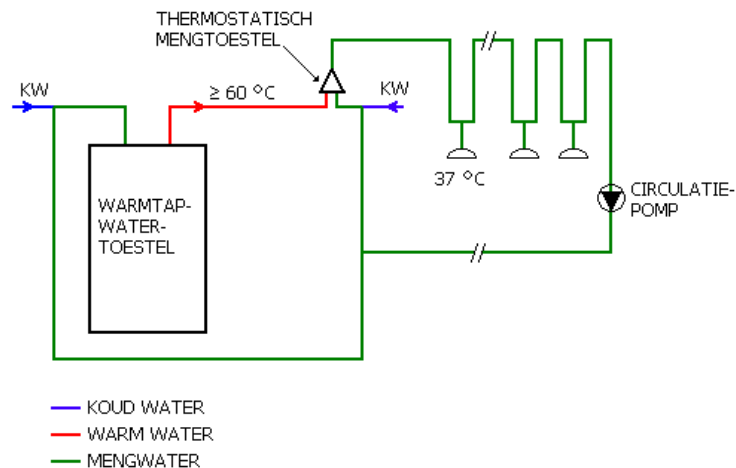 THERMOSTATISCH
MENGTOESTEL
KW
≥ 60 °C
KW
37 °C
WARMTAP-
WATER-
TOESTEL
CIRCULATIE-
POMP
KOUD WATER
WARM WATER
MENGWATER